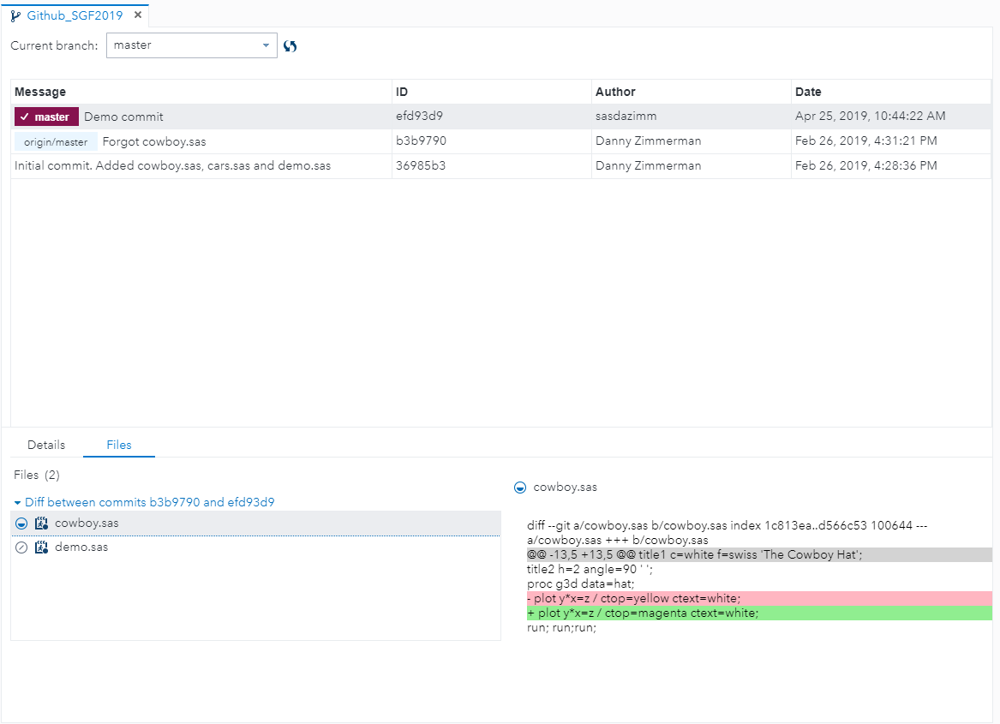 Github_SGF2019 ×
Current branch: master
Message ID Author Date
✓ master Demo commit efd93d9 sasdazimm Apr 25, 2019, 10:44:22 AM
origin/master Forgot cowboy.sas b3b9790 Danny Zimmerman Feb 26, 2019, 4:31:21 PM
Initial commit. Added cowboy.sas, cars.sas and demo.sas 36985b3 Danny Zimmerman Feb 26, 2019, 4:28:36 PM
Details Files
Files (2)
Diff between commits b3b9790 and efd93d9
cowboy.sas
demo.sas
cowboy.sas
diff --git a/cowboy.sas b/cowboy.sas index 1c813ea..d566c53 100644 ---
a/cowboy.sas +++ b/cowboy.sas
@@ -13,5 +13,5 @@ title1 c=white f=swiss 'The Cowboy Hat';
title2 h=2 angle=90 ' ';
proc g3d data=hat;
- plot y*x=z / ctop=yellow ctext=white;
+ plot y*x=z / ctop=magenta ctext=white;
run; run;run;